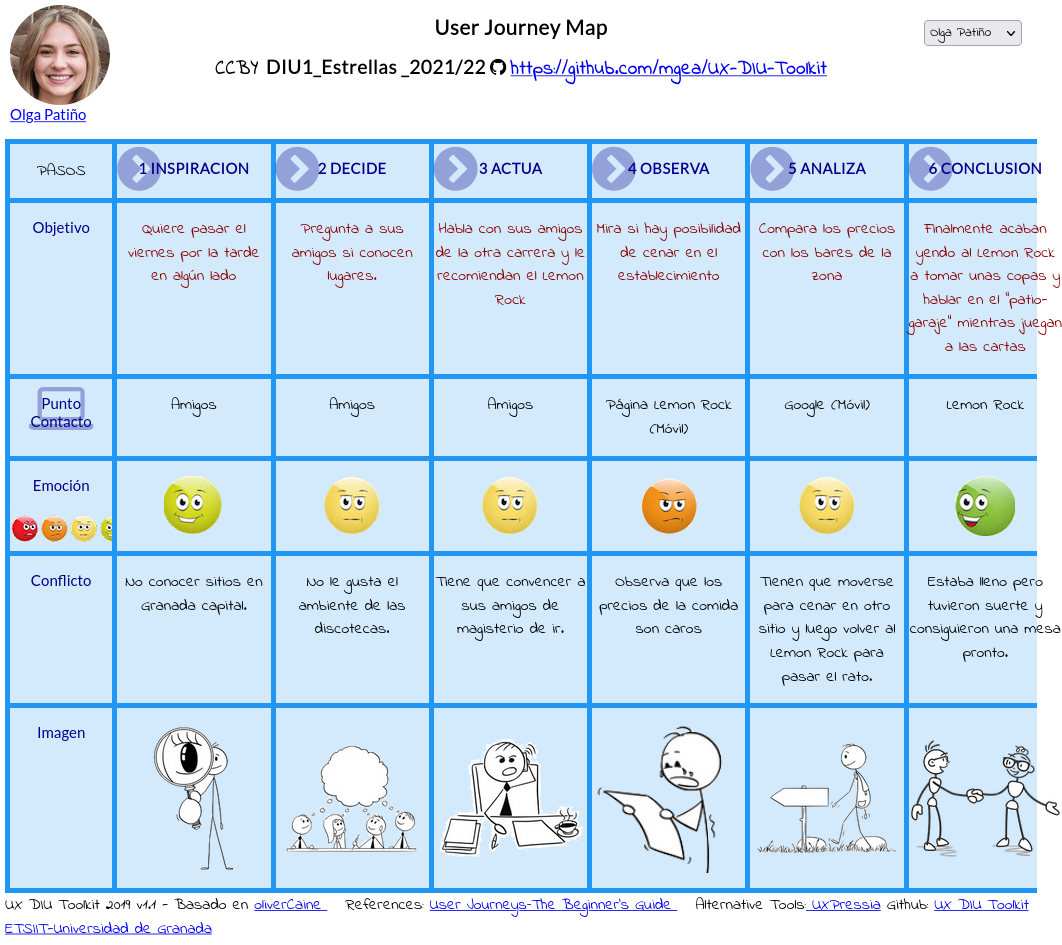 User Journey Map
Olga Patiño
CCBY DIU1_Estrellas _2021/22 https://github.com/mgea/UX-DIU-Toolkit
Olga Patiño
PASOS
1 INSPIRACION
2 DECIDE
3 ACTUA
4 OBSERVA
5 ANALIZA
6 CONCLUSION
Objetivo
Quiere pasar el
viernes por la tarde
en algún lado
Pregunta a sus
amigos si conocen
lugares.
Habla con sus amigos
de la otra carrera y le
recomiendan el Lemon
Rock
Mira si hay posibilidad
de cenar en el
establecimiento
Compara los precios
con los bares de la
zona
Finalmente acaban
yendo al Lemon Rock
a tomar unas copas y
hablar en el "patio-
garaje" mientras juegan
a las cartas
Punto
Contacto
Amigos
Amigos
Amigos
Página Lemon Rock
(Móvil)
Google (Móvil)
Lemon Rock
Emoción
Conflicto
No conocer sitios en
Granada capital.
No le gusta el
ambiente de las
discotecas.
Tiene que convencer a
sus amigos de
magisterio de ir.
Observa que los
precios de la comida
son caros
Tienen que moverse
para cenar en otro
sitio y luego volver al
Lemon Rock para
pasar el rato.
Estaba lleno pero
tuvieron suerte y
consiguieron una mesa
pronto.
Imagen
UX DIU Toolkit 2019 v1.1 - Basado en oliverCaine References: User Journeys-The Beginner's Guide Alternative Tools: UXPressia Github: UX DIU Toolkit
ETSIIT-Universidad de Granada